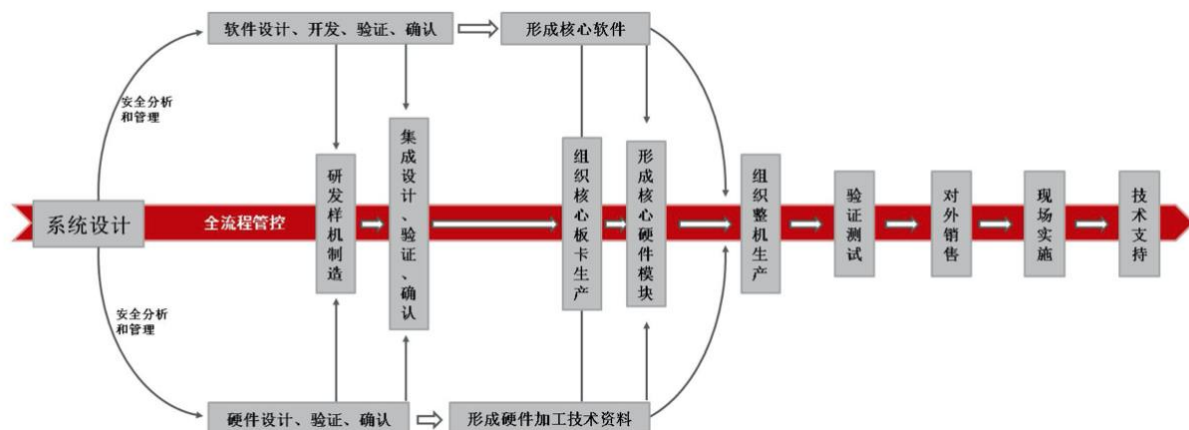 软件设计、开发、验证、确认
形成核心软件
安全分析
和管理
系统设计
全流程管控
研发样机制造
集成设计、验证、确认
组织核心板卡生产
形成核心硬件模块
组织整机生产
验证测试
对外销售
现场实施
技术支持
安全分析
和管理
硬件设计、验证、确认
形成硬件加工技术资料